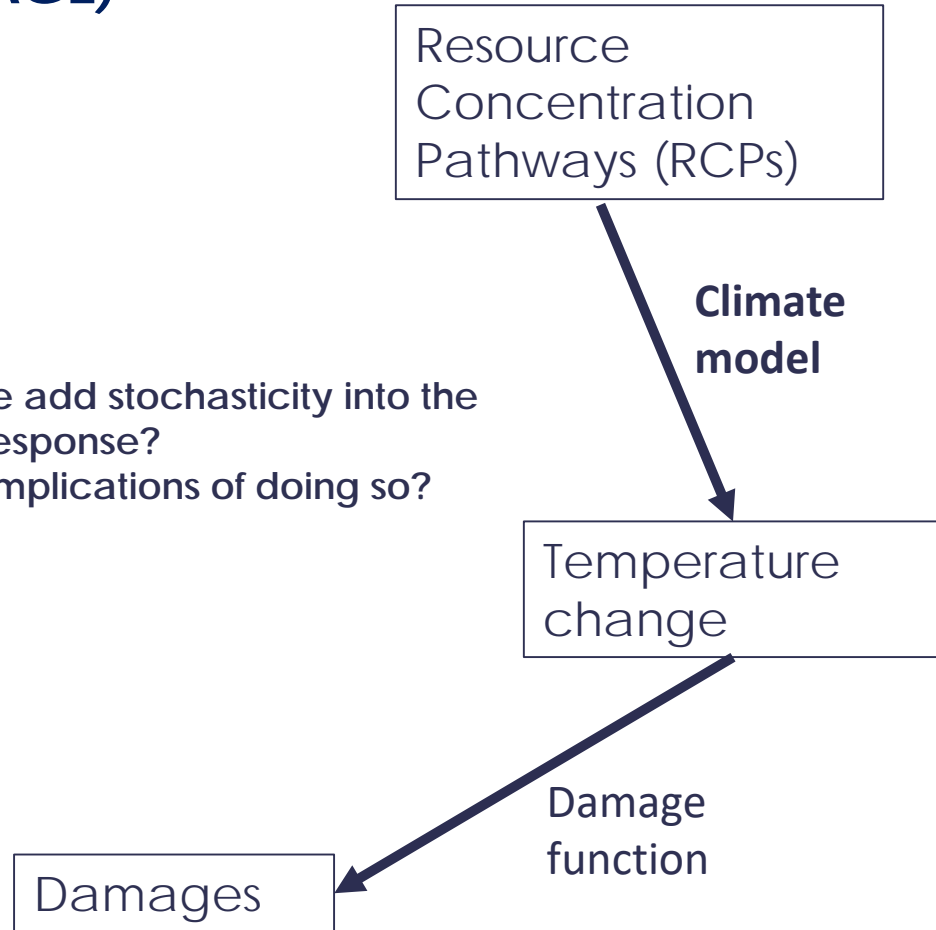 Resource
Concentration
Pathways (RCPs)
Climate
model
add stochasticity into the
esponse?
mplications of doing so?
Temperature
change
Damage
function
Damages